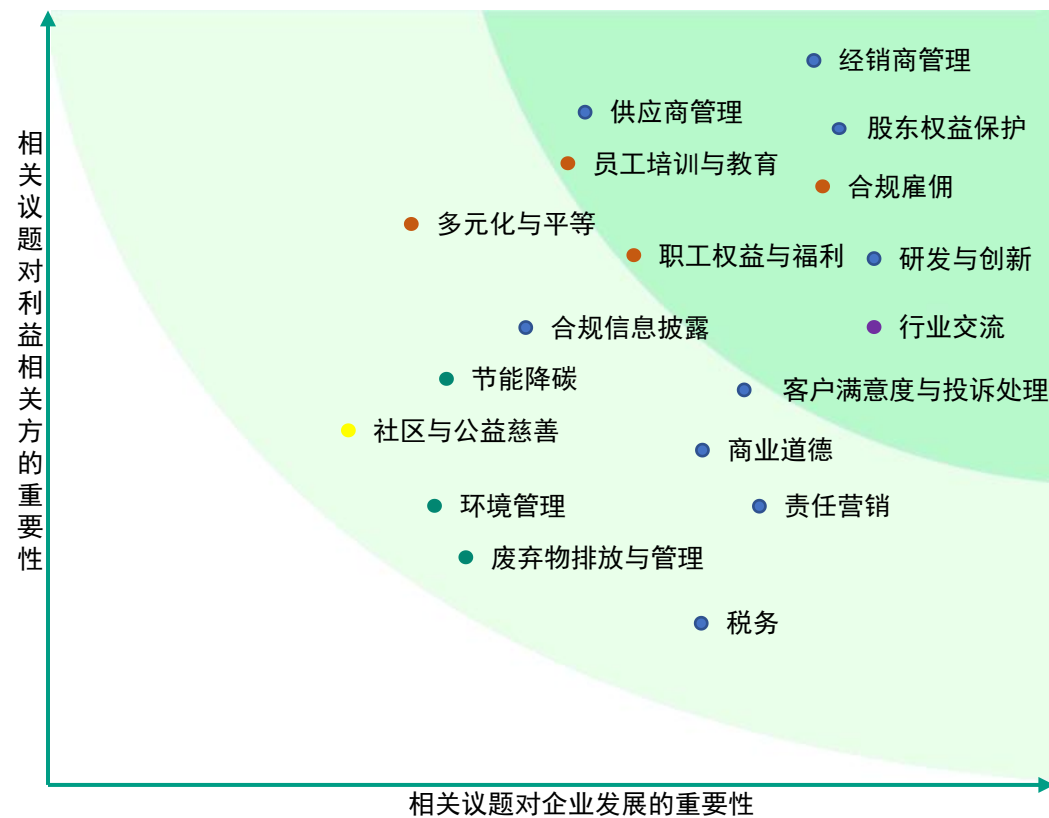 相关议题对利益相关方的重要性
经销商管理
供应商管理
股东权益保护
员工培训与教育
合规雇佣
多元化与平等
职工权益与福利
研发与创新
合规信息披露
行业交流
节能降碳
客户满意度与投诉处理
社区与公益慈善
商业道德
环境管理
责任营销
废弃物排放与管理
税务
相关议题对企业发展的重要性